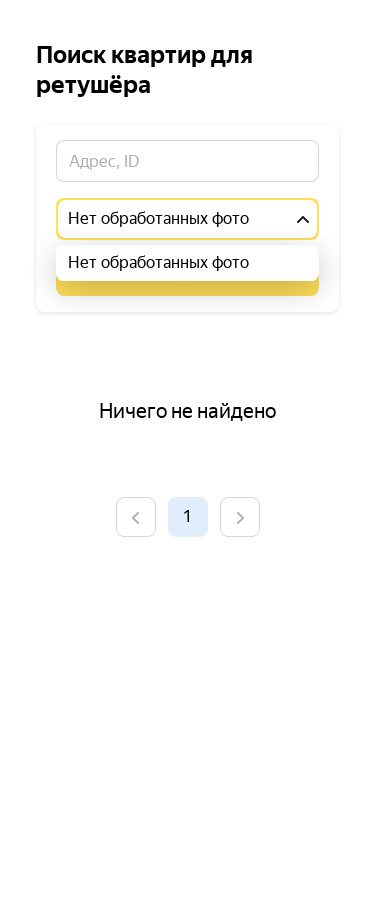 Поиск квартир для
ретушёра
Адрес, ID
Нет обработанных фото
Нет обработанных фото
Ничего не найдено
1